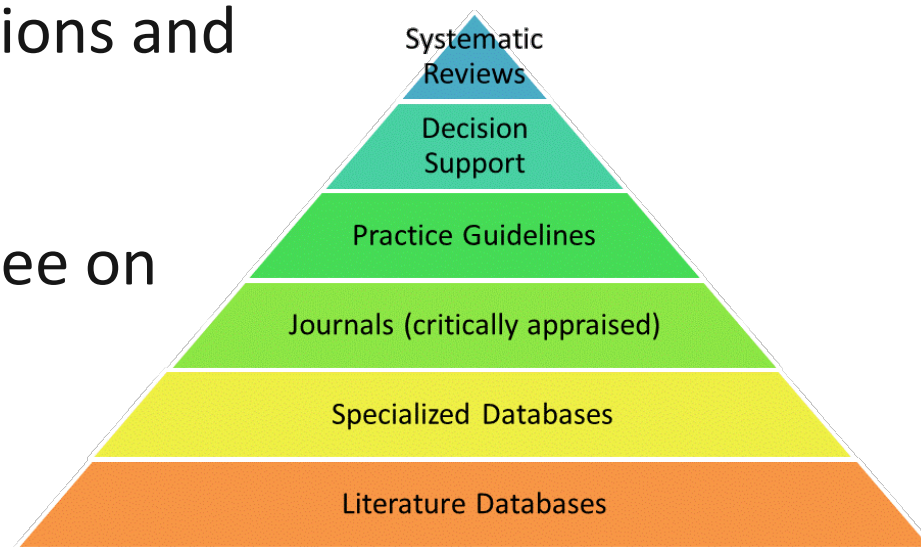 ions and
ee on
Systematic
Reviews
Decision
Support
Practice Guidelines
Journals (critically appraised)
Specialized Databases
Literature Databases